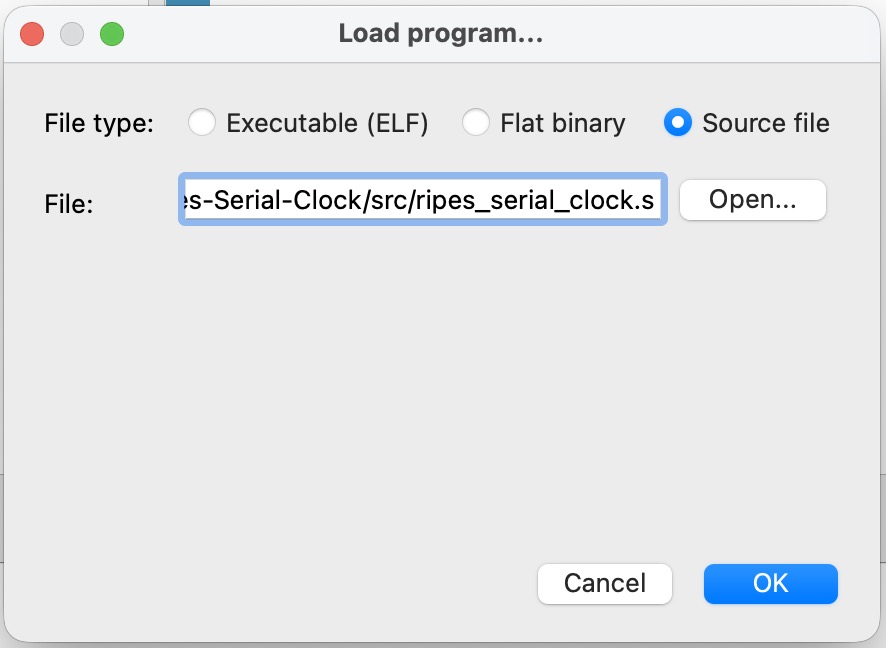 Load program...
File type: Executable (ELF) Flat binary Source file
File: es-Serial-Clock/src/ripes_serial_clock.s Open...
Cancel OK